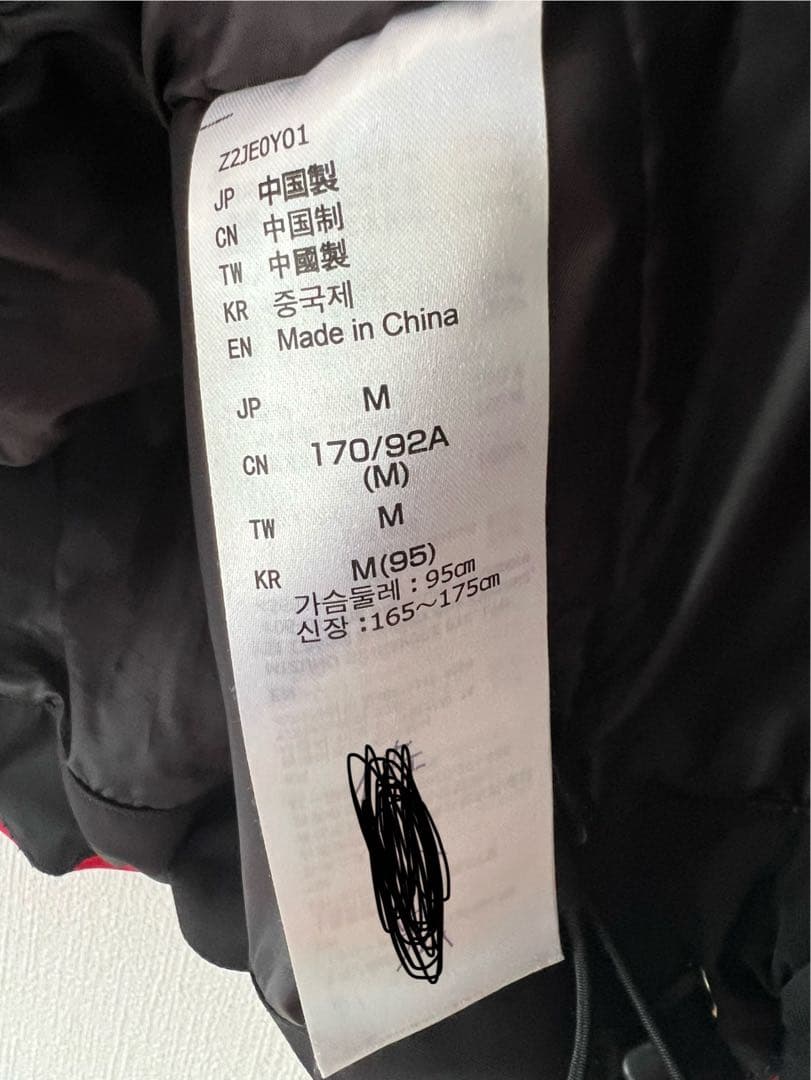 Z2JE0Y01
JP 中国製
CN 中国制
TW 中國製
KR 중국제
EN Made in China
JP M
CN 170/92A
(M)
TW M
KR M(95)
가슴둘레 : 95㎝
신장 :165~175㎝